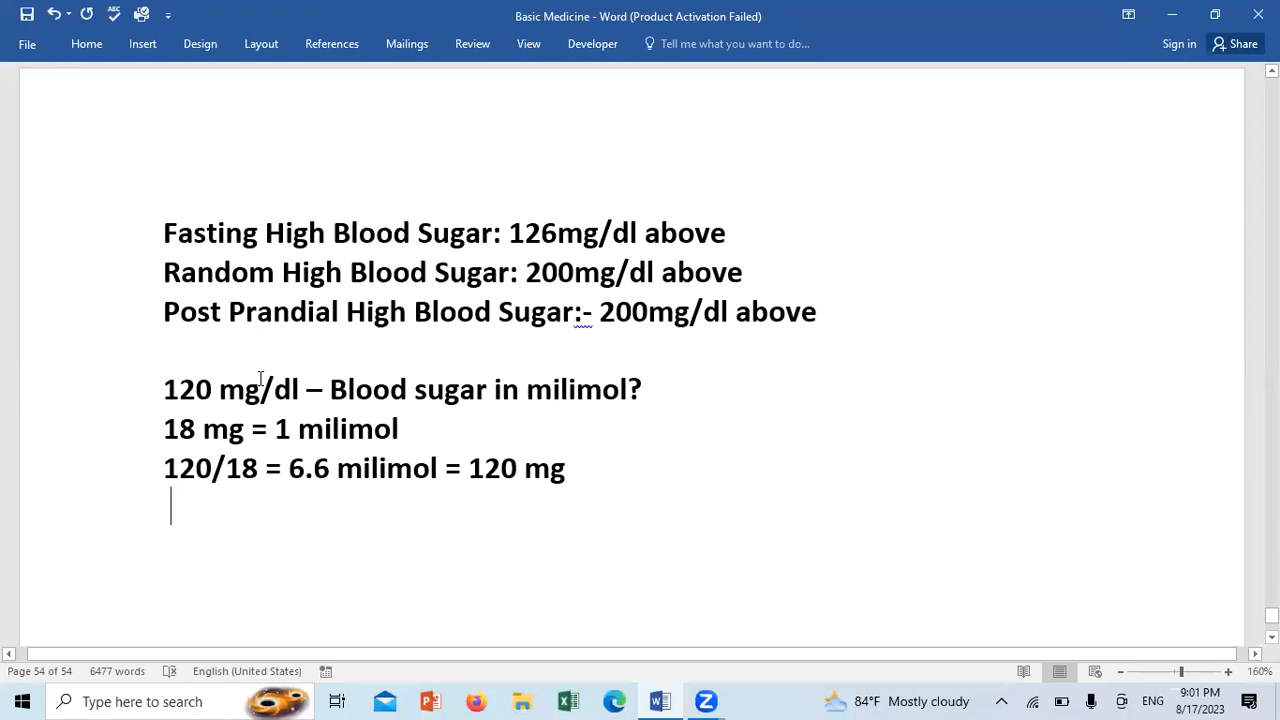 Basic Medicine - Word (Product Activation Failed)
File Home Insert Design Layout References Mailings Review View Developer Tell me what you want to do... Sign in Share
Fasting High Blood Sugar: 126mg/dl above
Random High Blood Sugar: 200mg/dl above
Post Prandial High Blood Sugar:- 200mg/dl above
120 mg/dl – Blood sugar in milimol?
18 mg = 1 milimol
120/18 = 6.6 milimol = 120 mg
Page 54 of 54 6477 words English (United States) 160%
Type here to search 84°F Mostly cloudy ENG 9:01 PM
8/17/2023